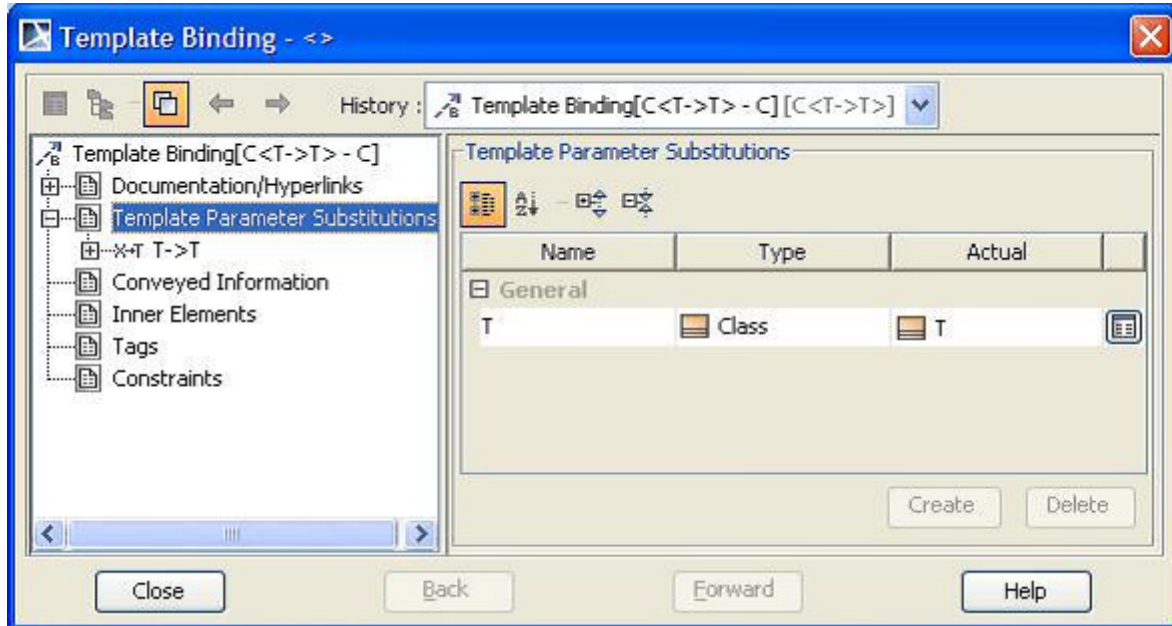 Template Binding - <>
History : Template Binding[C<T->T> - C] [C<T->T>]
Template Binding[C<T->T> - C]
Documentation/Hyperlinks
Template Parameter Substitutions
T->T
Conveyed Information
Inner Elements
Tags
Constraints
Template Parameter Substitutions
Name Type Actual
General
T Class T
Create Delete
Close Back Forward Help